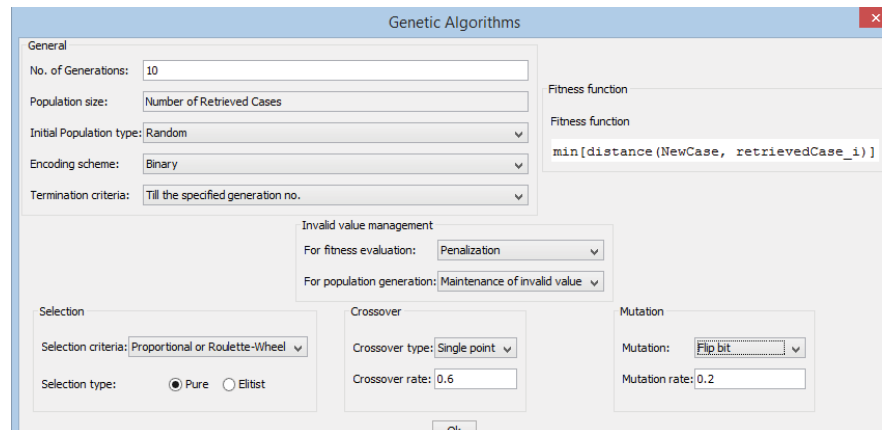 Genetic Algorithms
General
No. of Generations: 10
Population size: Number of Retrieved Cases
Initial Population type: Random
Encoding scheme: Binary
Termination criteria: Till the specified generation no.
Fitness function
Fitness function
min[distance(NewCase, retrievedCase_i)]
Invalid value management
For fitness evaluation: Penalization
For population generation: Maintenance of invalid value
Selection
Selection criteria: Proportional or Roulette-Wheel
Selection type: Pure Elitist
Crossover
Crossover type: Single point
Crossover rate: 0.6
Mutation
Mutation: Flip bit
Mutation rate: 0.2
Ok